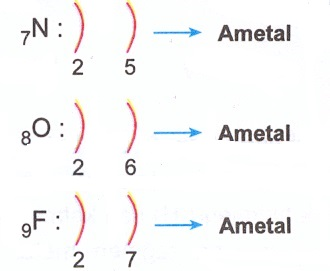 ₇N : ) ) → Ametal
2 5
₈O : ) ) → Ametal
2 6
₉F : ) ) → Ametal
2 7